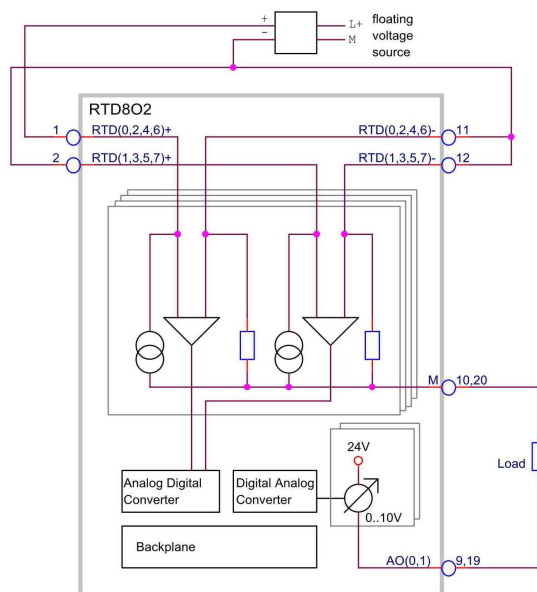 +
−
L+
M
floating
voltage
source
RTD8O2
1
RTD(0,2,4,6)+
RTD(0,2,4,6)-
11
2
RTD(1,3,5,7)+
RTD(1,3,5,7)-
12
M
10,20
24V
Load
Analog Digital
Converter
Digital Analog
Converter
0..10V
Backplane
AO(0,1)
9,19